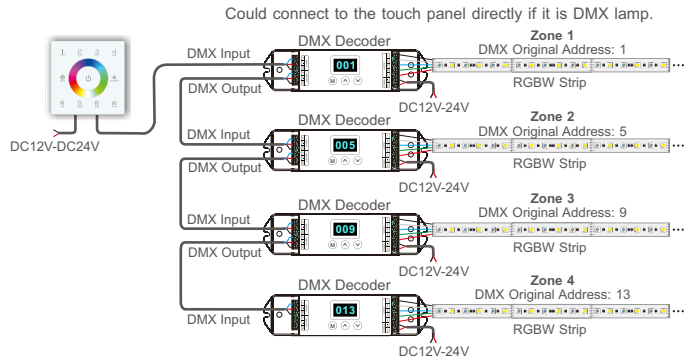 Could connect to the touch panel directly if it is DMX lamp.
DC12V-DC24V
DMX Input
DMX Decoder
001
M
DMX Output
Zone 1
DMX Original Address: 1
RGBW Strip
DC12V-24V
DMX Input
DMX Decoder
005
M
DMX Output
Zone 2
DMX Original Address: 5
RGBW Strip
DC12V-24V
DMX Input
DMX Decoder
009
M
DMX Output
Zone 3
DMX Original Address: 9
RGBW Strip
DC12V-24V
DMX Input
DMX Decoder
013
M
Zone 4
DMX Original Address: 13
RGBW Strip
DC12V-24V